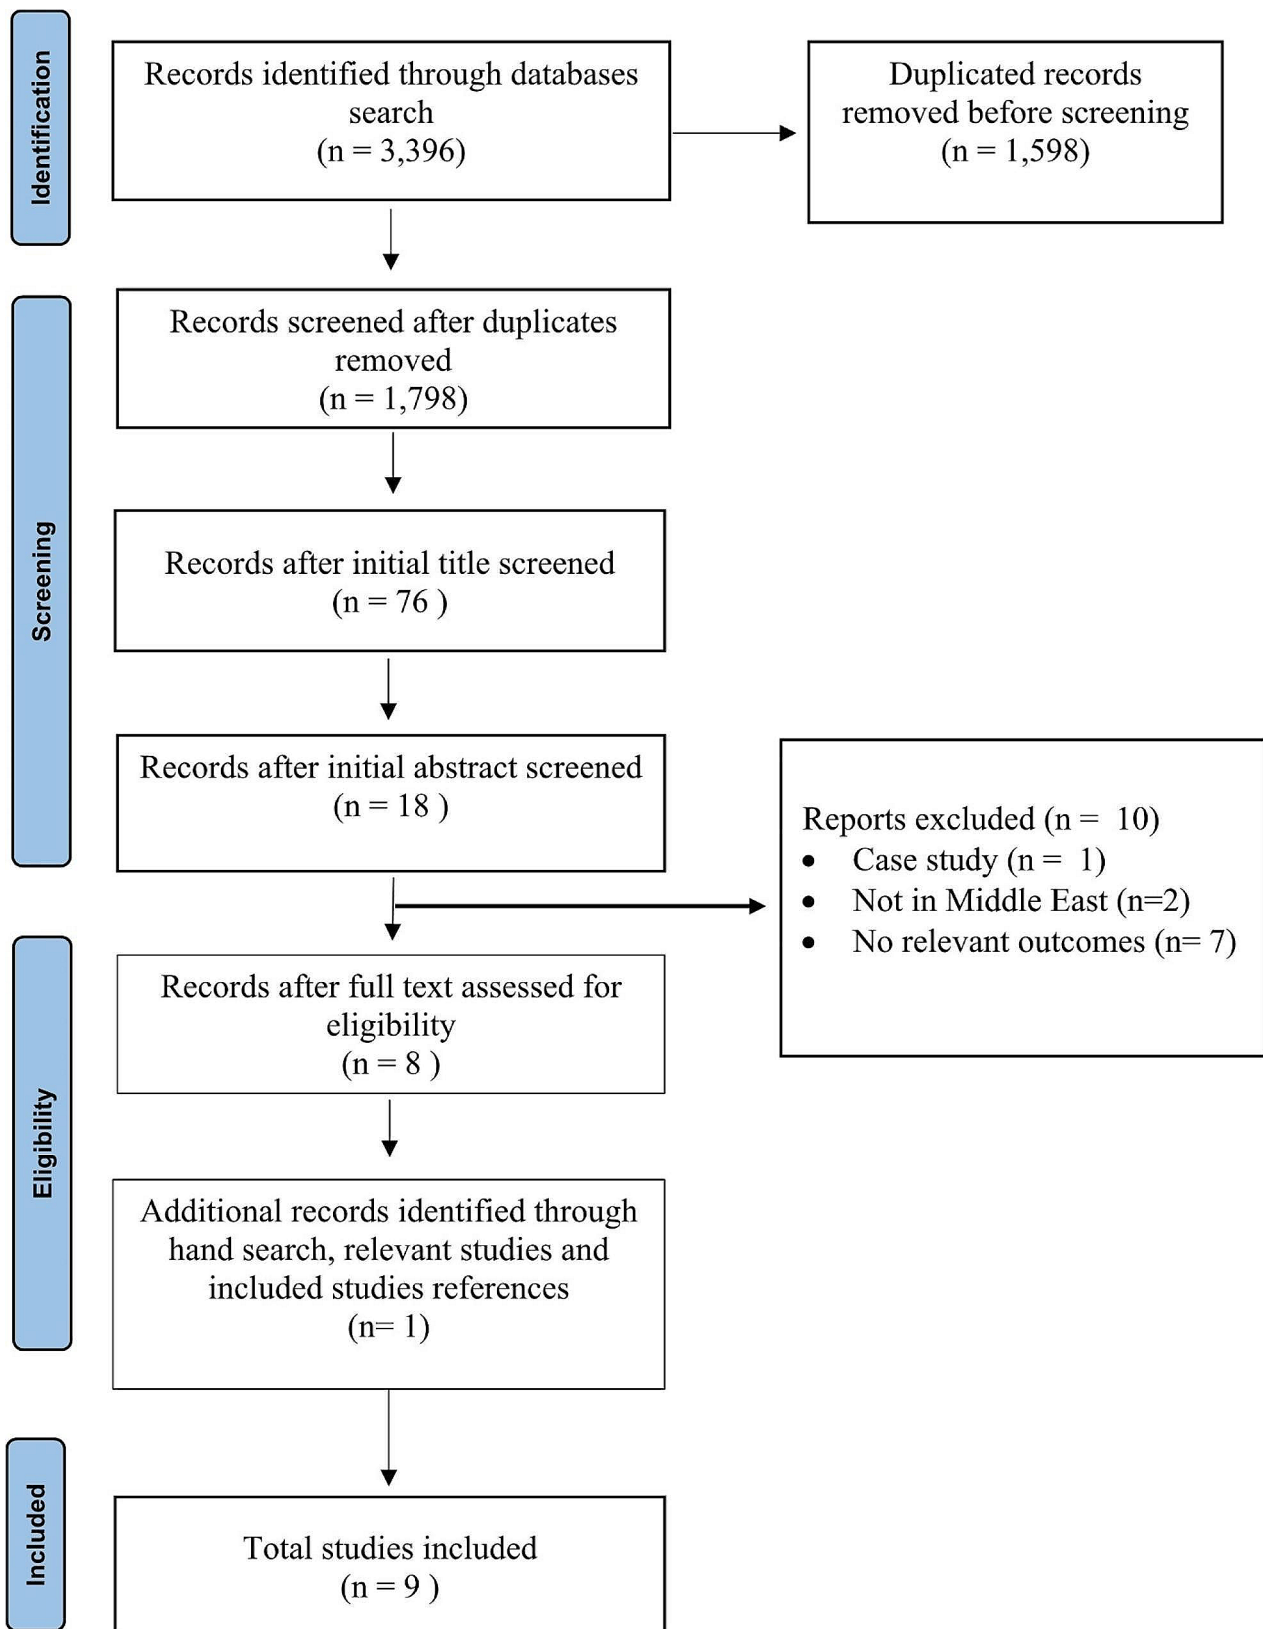 Identification
Records identified through databases
search
(n = 3,396)
Duplicated records
removed before screening
(n = 1,598)
Screening
Records screened after duplicates
removed
(n = 1,798)
Records after initial title screened
(n = 76 )
Records after initial abstract screened
(n = 18 )
Reports excluded (n =  10)
• Case study (n =  1)
• Not in Middle East (n=2)
• No relevant outcomes (n= 7)
Eligibility
Records after full text assessed for
eligibility
(n = 8 )
Additional records identified through
hand search, relevant studies and
included studies references
(n= 1)
Included
Total studies included
(n = 9 )